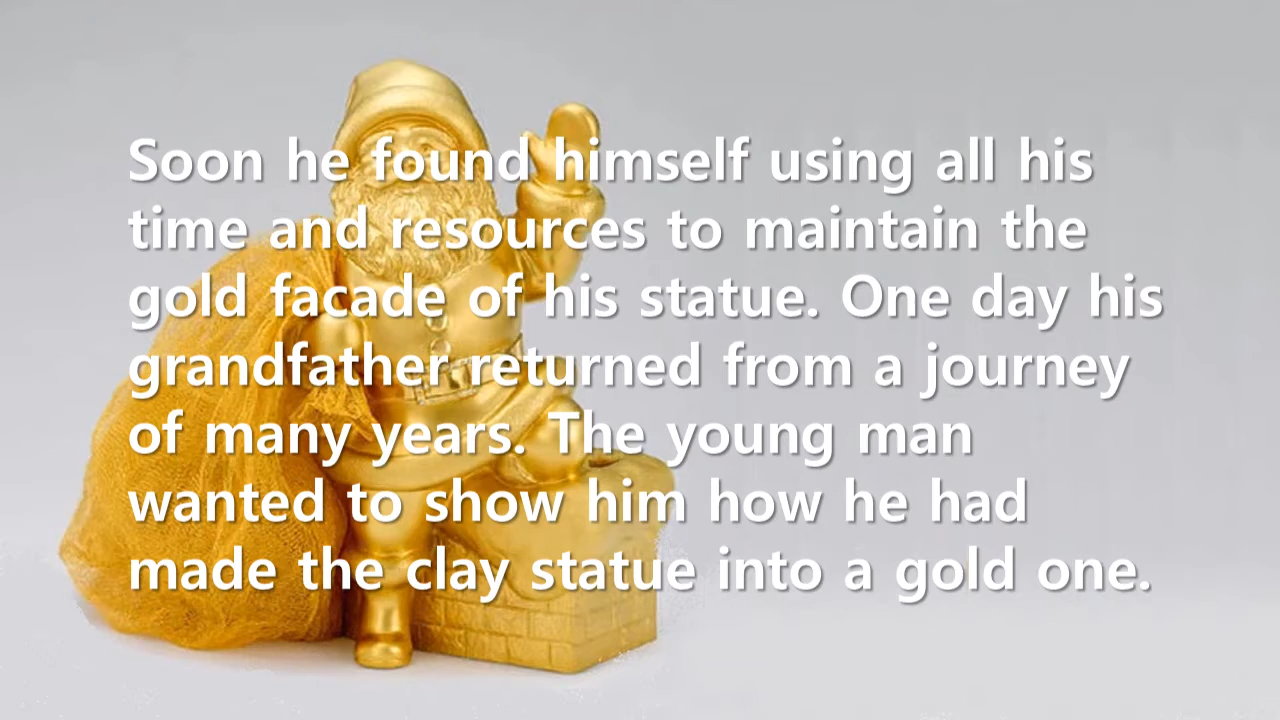 Soon he found himself using all his
time and resources to maintain the
gold facade of his statue. One day his
grandfather returned from a journey
of many years. The young man
wanted to show him how he had
made the clay statue into a gold one.